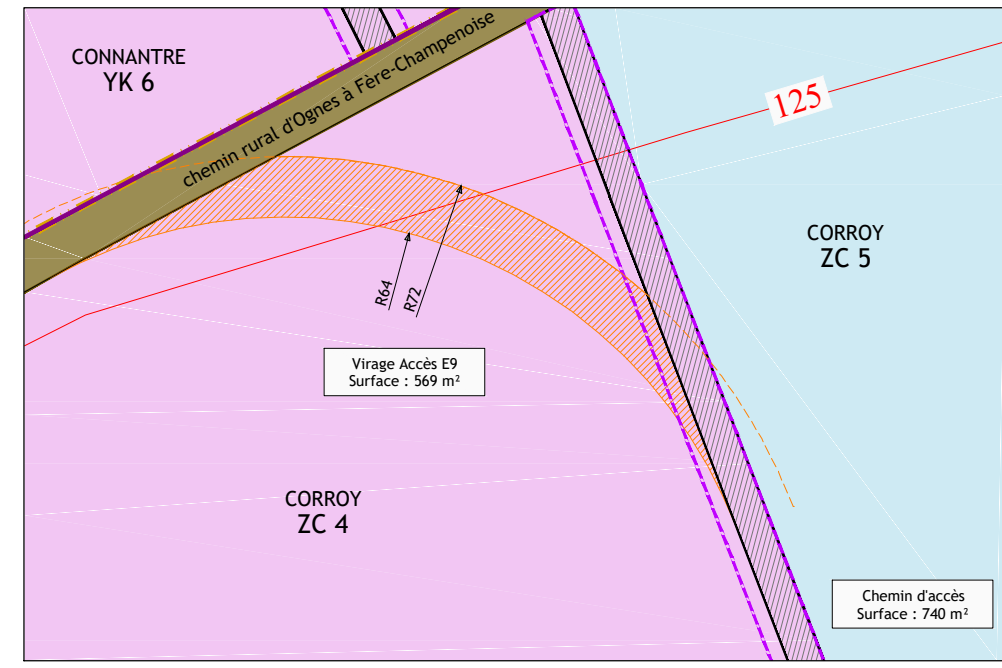 CONNANTRE
YK 6
chemin rural d'Ognes à Fère-Champenoise
125
CORROY
ZC 5
R64
R72
Virage Accès E9
Surface : 569 m²
CORROY
ZC 4
Chemin d'accès
Surface : 740 m²